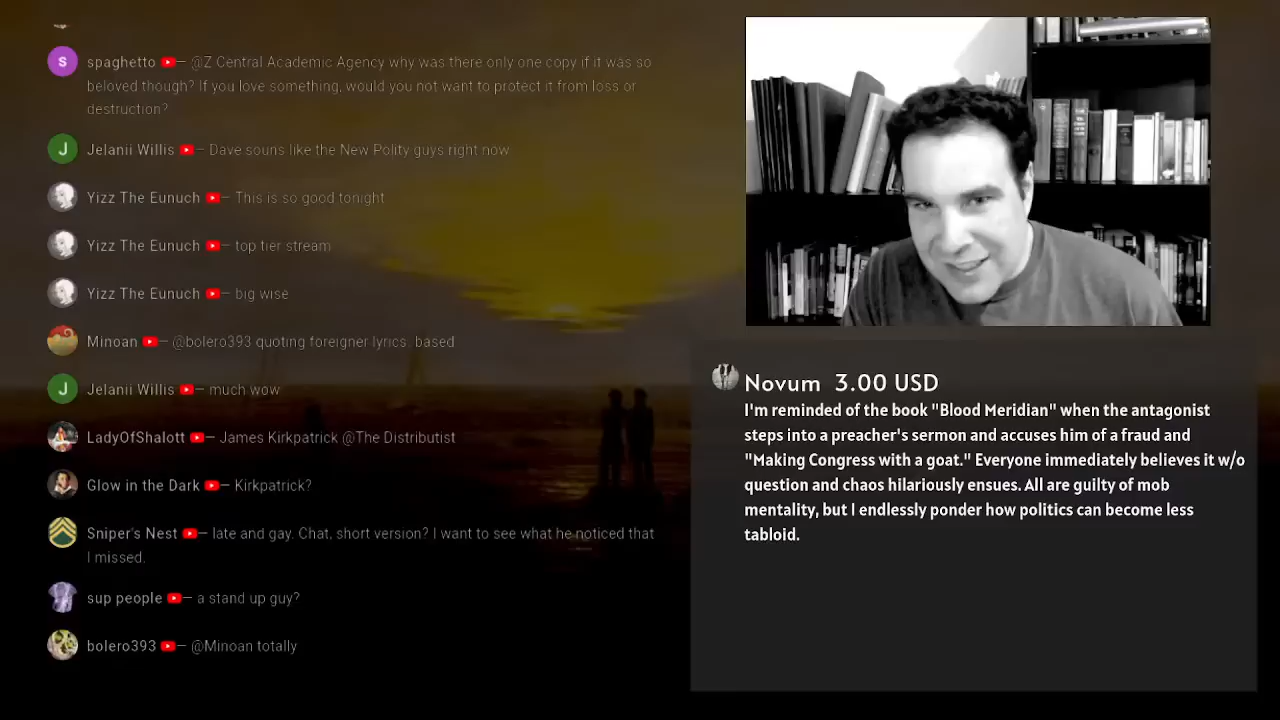 S
spaghetto — @Z Central Academic Agency why was there only one copy if it was so
beloved though? If you love something, would you not want to protect it from loss or
destruction?
J
Jelanii Willis — Dave souns like the New Polity guys right now
Yizz The Eunuch — This is so good tonight
Yizz The Eunuch — top tier stream
Yizz The Eunuch — big wise
Minoan — @bolero393 quoting foreigner lyrics. based
J
Jelanii Willis — much wow
LadyOfShalott — James Kirkpatrick @The Distributist
Glow in the Dark — Kirkpatrick?
Sniper's Nest — late and gay. Chat, short version? I want to see what he noticed that
I missed.
sup people — a stand up guy?
bolero393 — @Minoan totally
Novum 3.00 USD
I'm reminded of the book "Blood Meridian" when the antagonist
steps into a preacher's sermon and accuses him of a fraud and
"Making Congress with a goat." Everyone immediately believes it w/o
question and chaos hilariously ensues. All are guilty of mob
mentality, but I endlessly ponder how politics can become less
tabloid.